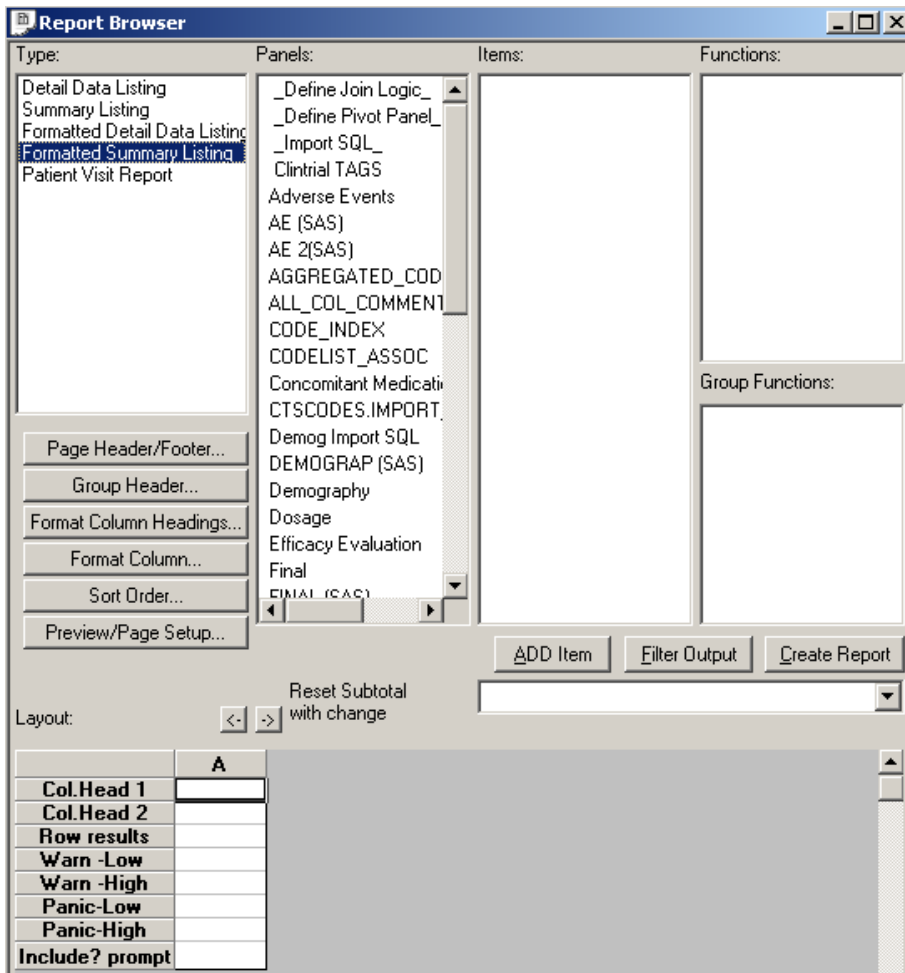 Report Browser
Type:
Panels:
Items:
Functions:
Detail Data Listing
Summary Listing
Formatted Detail Data Listing
Formatted Summary Listing
Patient Visit Report
_Define Join Logic_
_Define Pivot Panel_
_Import SQL_
Clintrial TAGS
Adverse Events
AE (SAS)
AE 2(SAS)
AGGREGATED_COD
ALL_COL_COMMENT
CODE_INDEX
CODELIST_ASSOC
Concomitant Medicati
CTSCODES.IMPORT_
Demog Import SQL
DEMOGRAP (SAS)
Demography
Dosage
Efficacy Evaluation
Final
FINAL (SAS)
Group Functions:
Page Header/Footer...
Group Header...
Format Column Headings...
Format Column...
Sort Order...
Preview/Page Setup...
ADD Item
Filter Output
Create Report
Layout:
<-
->
Reset Subtotal
with change
A
Col.Head 1
Col.Head 2
Row results
Warn -Low
Warn -High
Panic-Low
Panic-High
Include? prompt